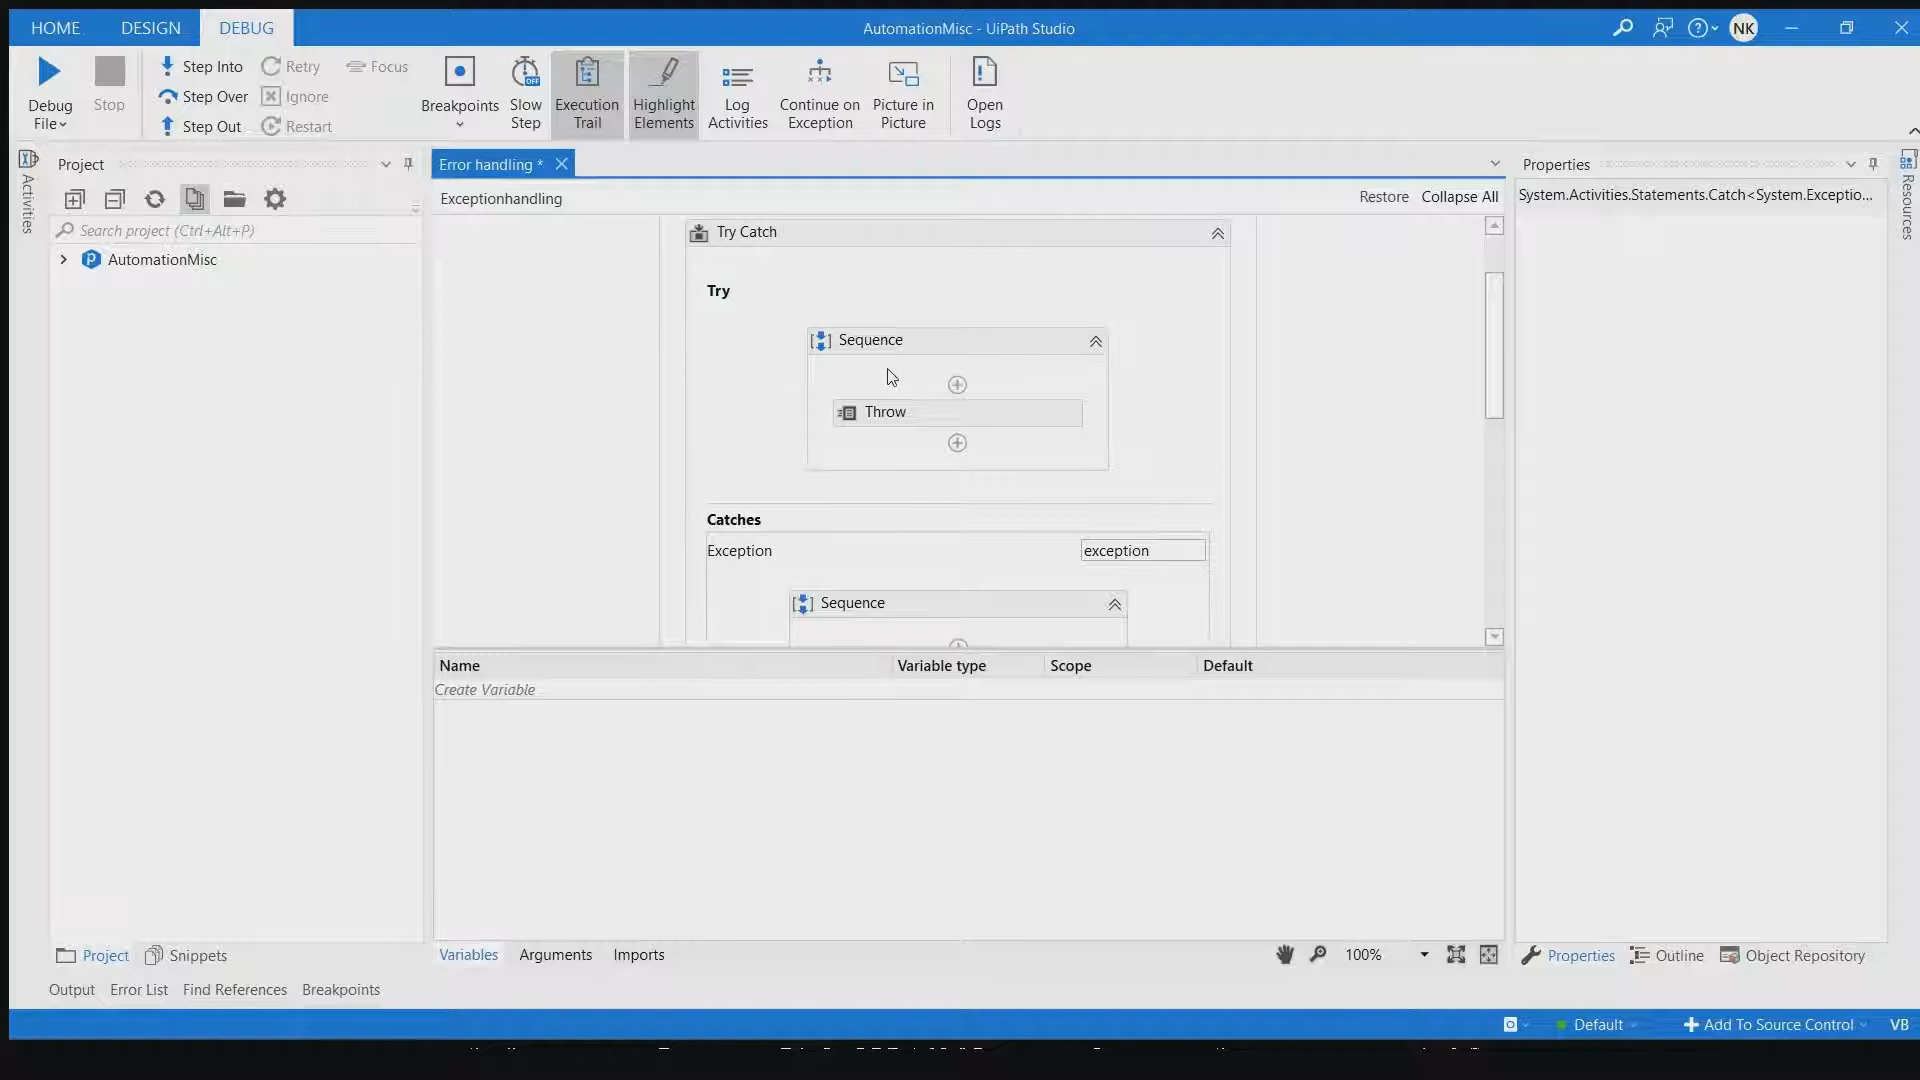 HOME DESIGN DEBUG AutomationMisc - UiPath Studio NK
Debug File Stop
Step Into Retry Focus
Step Over Ignore
Step Out Restart
Breakpoints
Slow Step
Execution Trail
Highlight Elements
Log Activities
Continue on Exception
Picture in Picture
Open Logs
Activities
Project
Search project (Ctrl+Alt+P)
AutomationMisc
Error handling *
Exceptionhandling Restore Collapse All
Try Catch
Try
Sequence
Throw
Catches
Exception exception
Sequence
Name Variable type Scope Default
Create Variable
Variables Arguments Imports 100%
Properties
System.Activities.Statements.Catch<System.Exceptio...
Resources
Project Snippets
Properties Outline Object Repository
Output Error List Find References Breakpoints
Default Add To Source Control VB